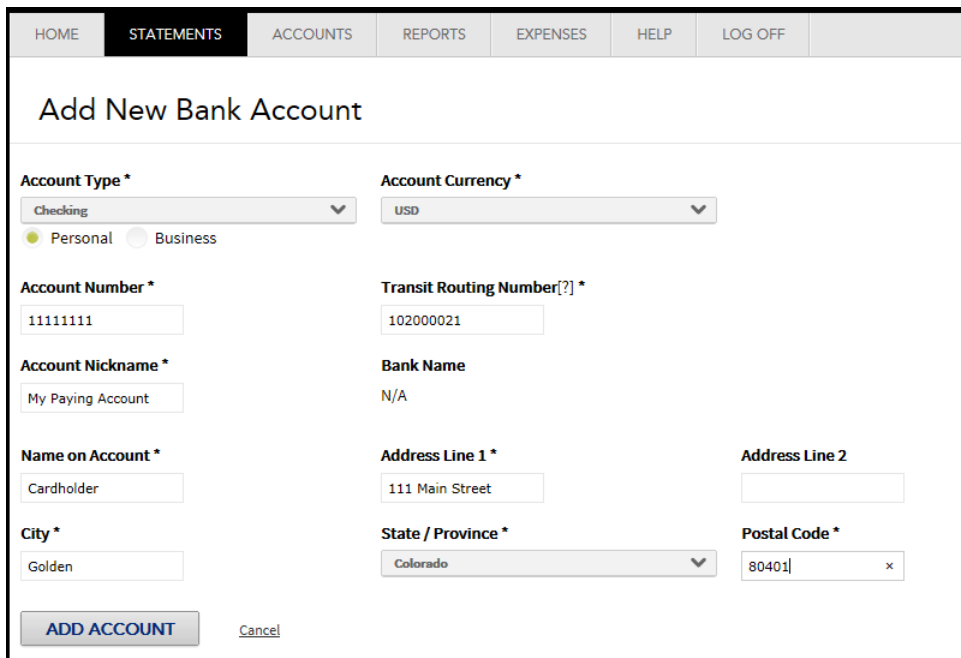 HOME STATEMENTS ACCOUNTS REPORTS EXPENSES HELP LOG OFF
Add New Bank Account
Account Type * Account Currency *
Checking USD
Personal Business
Account Number * Transit Routing Number[?] *
11111111 102000021
Account Nickname * Bank Name
My Paying Account N/A
Name on Account * Address Line 1 * Address Line 2
Cardholder 111 Main Street
City * State / Province * Postal Code *
Golden Colorado 80401 ×
ADD ACCOUNT Cancel